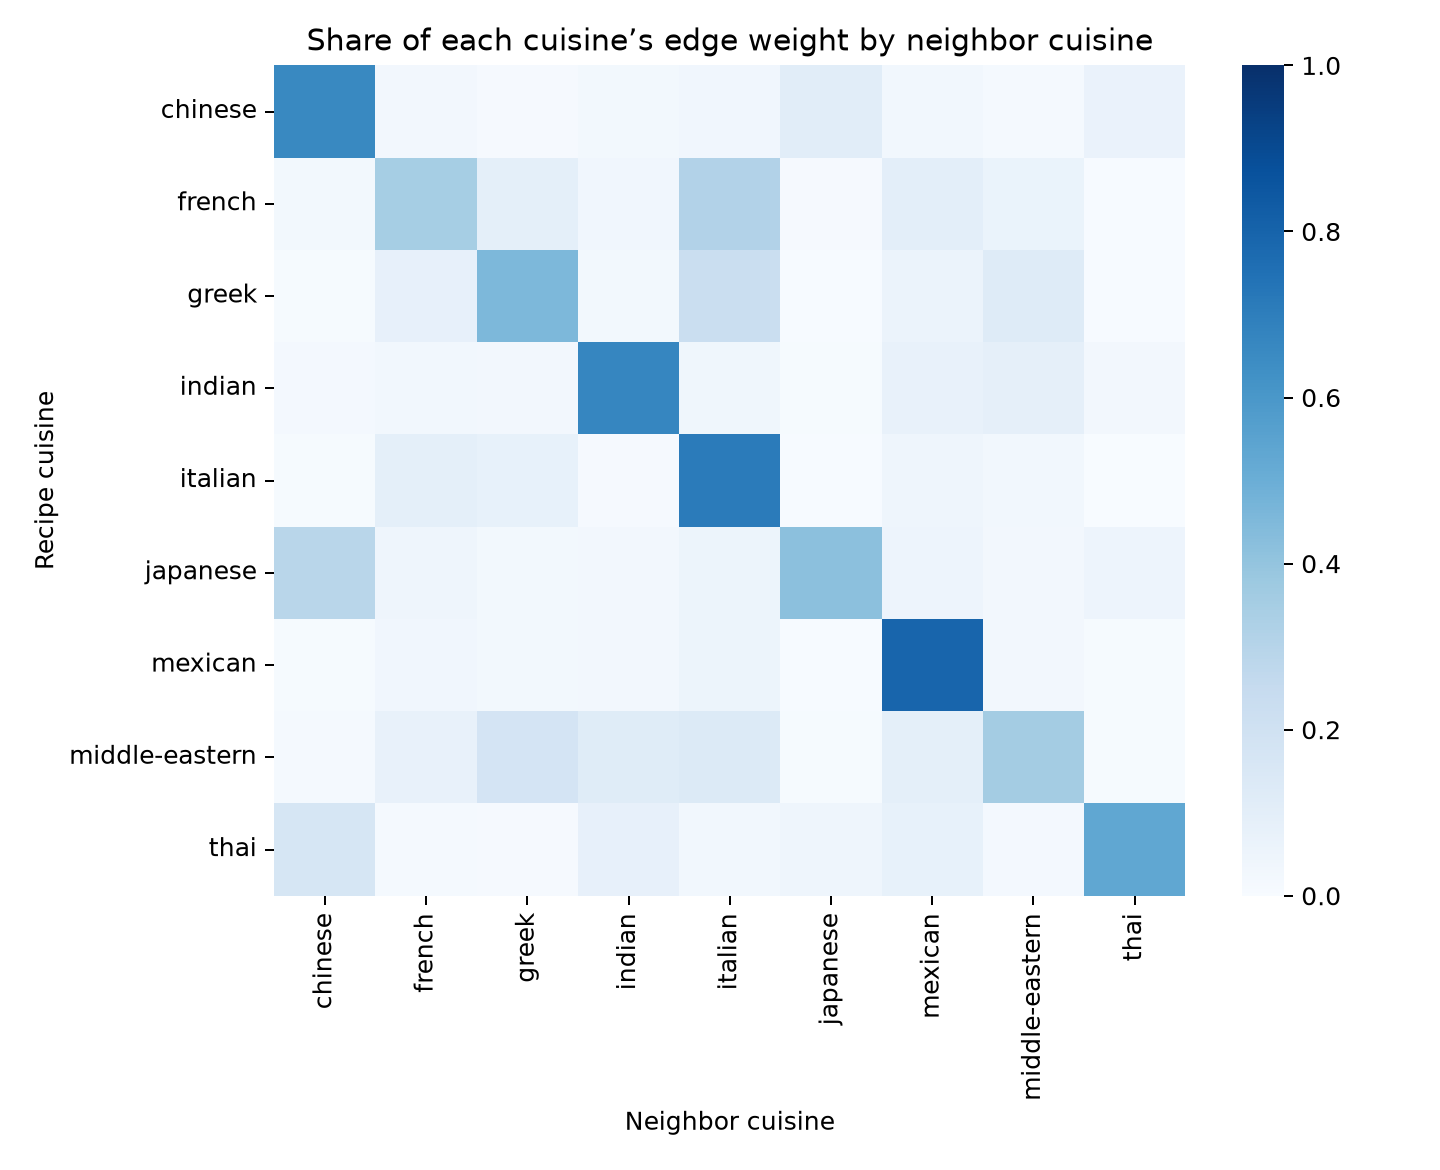 Share of each cuisine’s edge weight by neighbor cuisine
Recipe cuisine
chinese
french
greek
indian
italian
japanese
mexican
middle-eastern
thai
chinese
french
greek
indian
italian
japanese
mexican
middle-eastern
thai
Neighbor cuisine
1.0
0.8
0.6
0.4
0.2
0.0